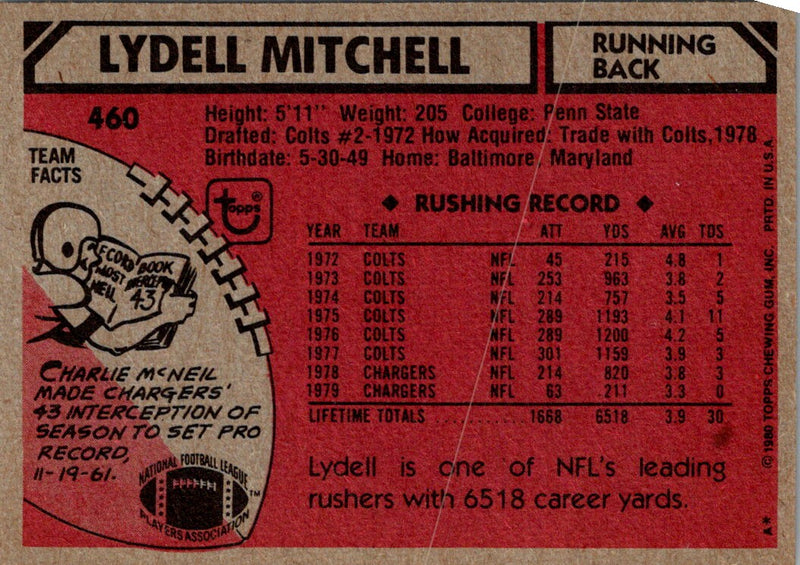 LYDELL MITCHELL
RUNNING
BACK
460
Height: 5'11" Weight: 205 College: Penn State
Drafted: Colts #2-1972 How Acquired: Trade with Colts, 1978
Birthdate: 5-30-49 Home: Baltimore, Maryland
TEAM
FACTS
topps®
RECORD BOOK
MOST
NEIL 43
CHARLIE McNEIL
MADE CHARGERS'
43 INTERCEPTION OF
SEASON TO SET PRO
RECORD,
11-19-61.
NATIONAL FOOTBALL LEAGUE
PLAYERS ASSOCIATION™
◆ RUSHING RECORD ◆
YEAR TEAM ATT YDS AVG TDS
1972 COLTS NFL 45 215 4.8 1
1973 COLTS NFL 253 963 3.8 2
1974 COLTS NFL 214 757 3.5 5
1975 COLTS NFL 289 1193 4.1 11
1976 COLTS NFL 289 1200 4.2 5
1977 COLTS NFL 301 1159 3.9 3
1978 CHARGERS NFL 214 820 3.8 3
1979 CHARGERS NFL 63 211 3.3 0
LIFETIME TOTALS 1668 6518 3.9 30
Lydell is one of NFL's leading
rushers with 6518 career yards.
A* © 1980 TOPPS CHEWING GUM, INC. PRTD. IN U.S.A.